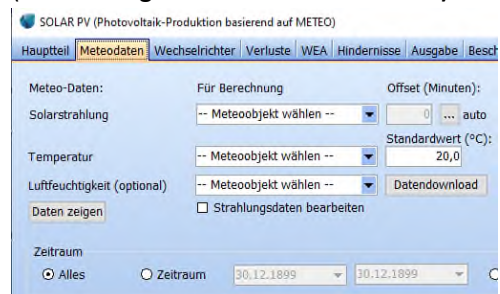 SOLAR PV (Photovoltaik-Produktion basierend auf METEO)
Hauptteil Meteodaten Wechselrichter Verluste WEA Hindernisse Ausgabe Besch
Meteo-Daten: Für Berechnung Offset (Minuten):
Solarstrahlung -- Meteoobjekt wählen -- 0 ... auto
Standardwert (°C):
Temperatur -- Meteoobjekt wählen -- 20,0
Luftfeuchtigkeit (optional) -- Meteoobjekt wählen -- Datendownload
Daten zeigen Strahlungsdaten bearbeiten
Zeitraum
Alles Zeitraum 30.12.1899 30.12.1899